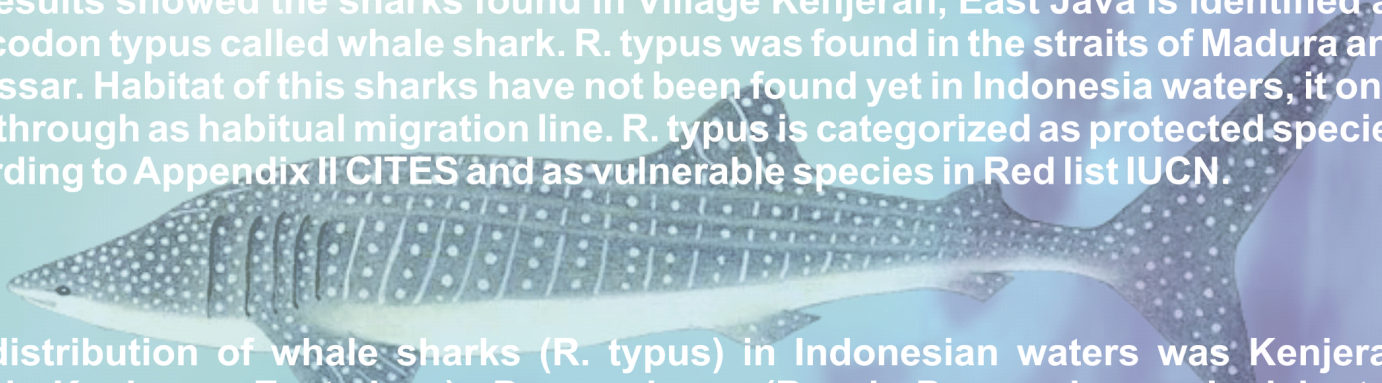 results showed the sharks found in Village Kenjeran, East Java is identified
codon typus called whale shark. R. typus was found in the straits of Madura an
ssar. Habitat of this sharks have not been found yet in Indonesia waters, it on
through as habitual migration line. R. typus is categorized as protected specie
rding to Appendix II CITES and as vulnerable species in Red list IUCN.
distribution of whale sharks (R. typus) in Indonesian waters was Kenjera